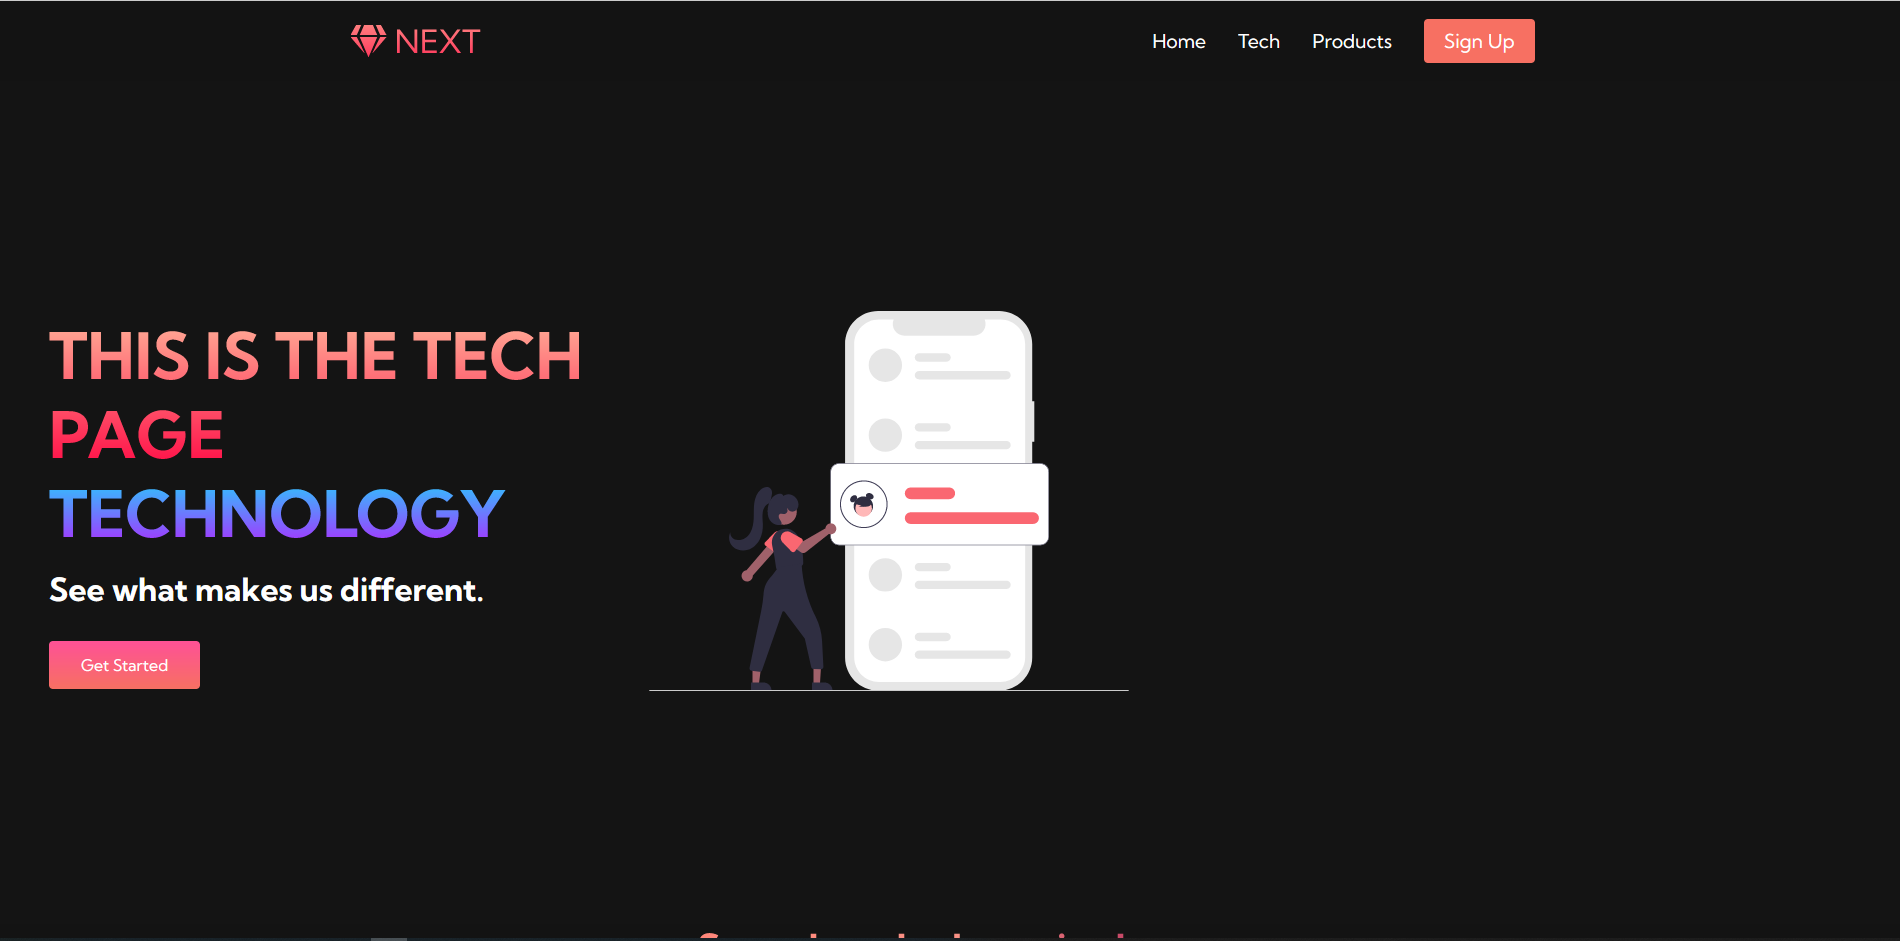 NEXT
Home Tech Products Sign Up
THIS IS THE TECH
PAGE
TECHNOLOGY
See what makes us different.
Get Started